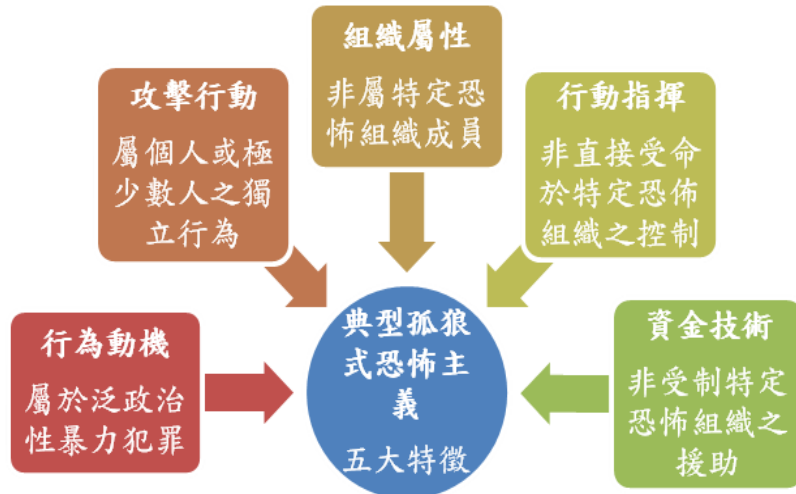 組織屬性
非屬特定恐
怖組織成員
攻擊行動
屬個人或極
少數人之獨
立行為
行動指揮
非直接受命
於特定恐佈
組織之控制
行為動機
屬於泛政治
性暴力犯罪
典型孤狼
式恐怖主
義
五大特徵
資金技術
非受制特定
恐怖組織之
援助